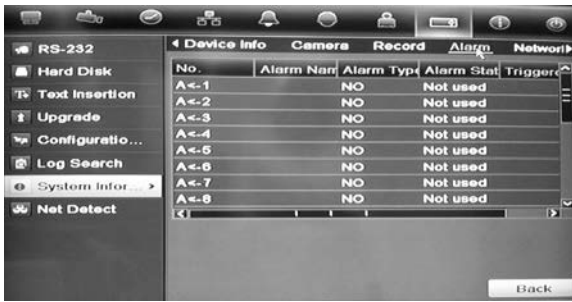 RS-232
Hard Disk
Text Insertion
Upgrade
Configuratio...
Log Search
System Infor...
Net Detect
Device Info Camera Record Alarm Network
No. Alarm Nam Alarm Type Alarm Stat Triggere
A<-1 NO Not used
A<-2 NO Not used
A<-3 NO Not used
A<-4 NO Not used
A<-5 NO Not used
A<-6 NO Not used
A<-7 NO Not used
A<-8 NO Not used
Back